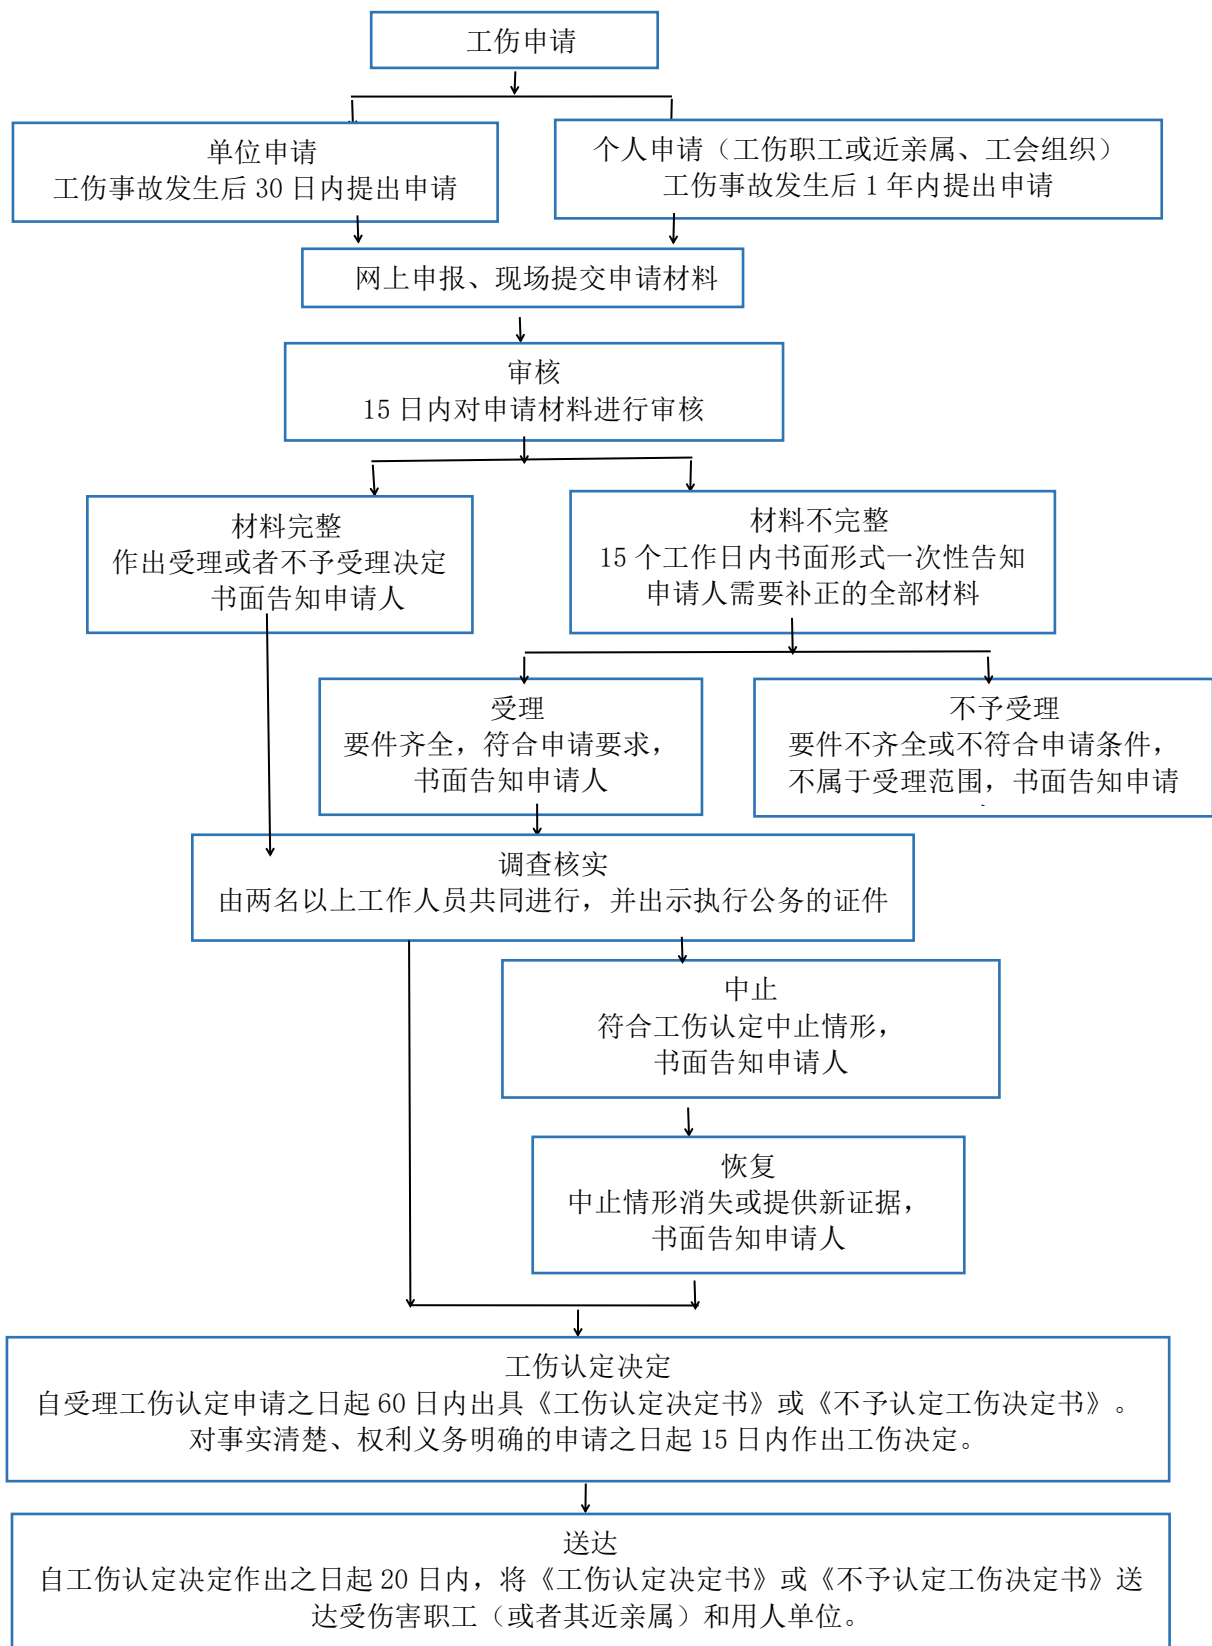 工伤申请
单位申请
工伤事故发生后 30 日内提出申请
个人申请（工伤职工或近亲属、工会组织）
工伤事故发生后 1 年内提出申请
网上申报、现场提交申请材料
审核
15 日内对申请材料进行审核
材料完整
作出受理或者不予受理决定
书面告知申请人
材料不完整
15 个工作日内书面形式一次性告知
申请人需要补正的全部材料
受理
要件齐全，符合申请要求，
书面告知申请人
不予受理
要件不齐全或不符合申请条件，
不属于受理范围，书面告知申请
调查核实
由两名以上工作人员共同进行，并出示执行公务的证件
中止
符合工伤认定中止情形，
书面告知申请人
恢复
中止情形消失或提供新证据，
书面告知申请人
工伤认定决定
自受理工伤认定申请之日起 60 日内出具《工伤认定决定书》或《不予认定工伤决定书》。
对事实清楚、权利义务明确的申请之日起 15 日内作出工伤决定。
送达
自工伤认定决定作出之日起 20 日内，将《工伤认定决定书》或《不予认定工伤决定书》送
达受伤害职工（或者其近亲属）和用人单位。